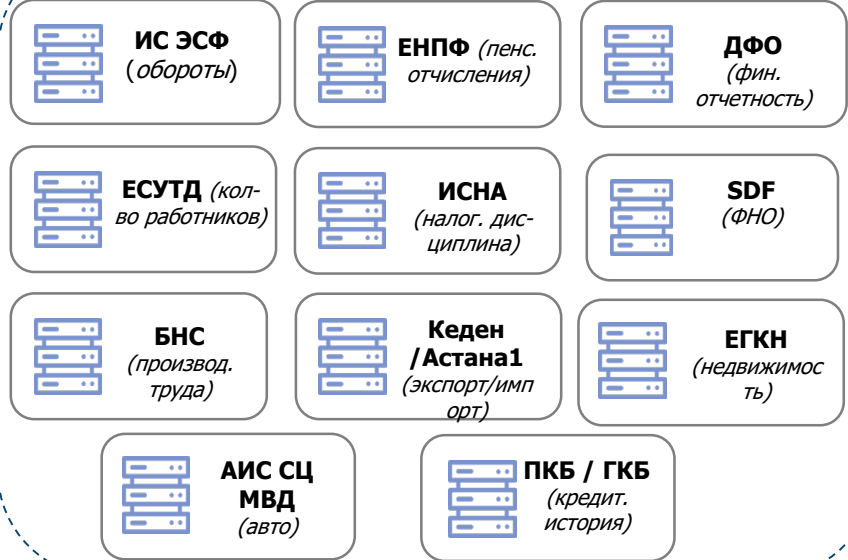 ИС ЭСФ
(обороты)
ЕНПФ (пенс.
отчисления)
ДФО
(фин.
отчетность)
ЕСУТД (кол-
во работников)
ИСНА
(налог. дис-
циплина)
SDF
(ФНО)
БНС
(производ.
труда)
Кеден
/Астана1
(экспорт/имп
орт)
ЕГКН
(недвижимос
ть)
АИС СЦ
МВД
(авто)
ПКБ / ГКБ
(кредит.
история)